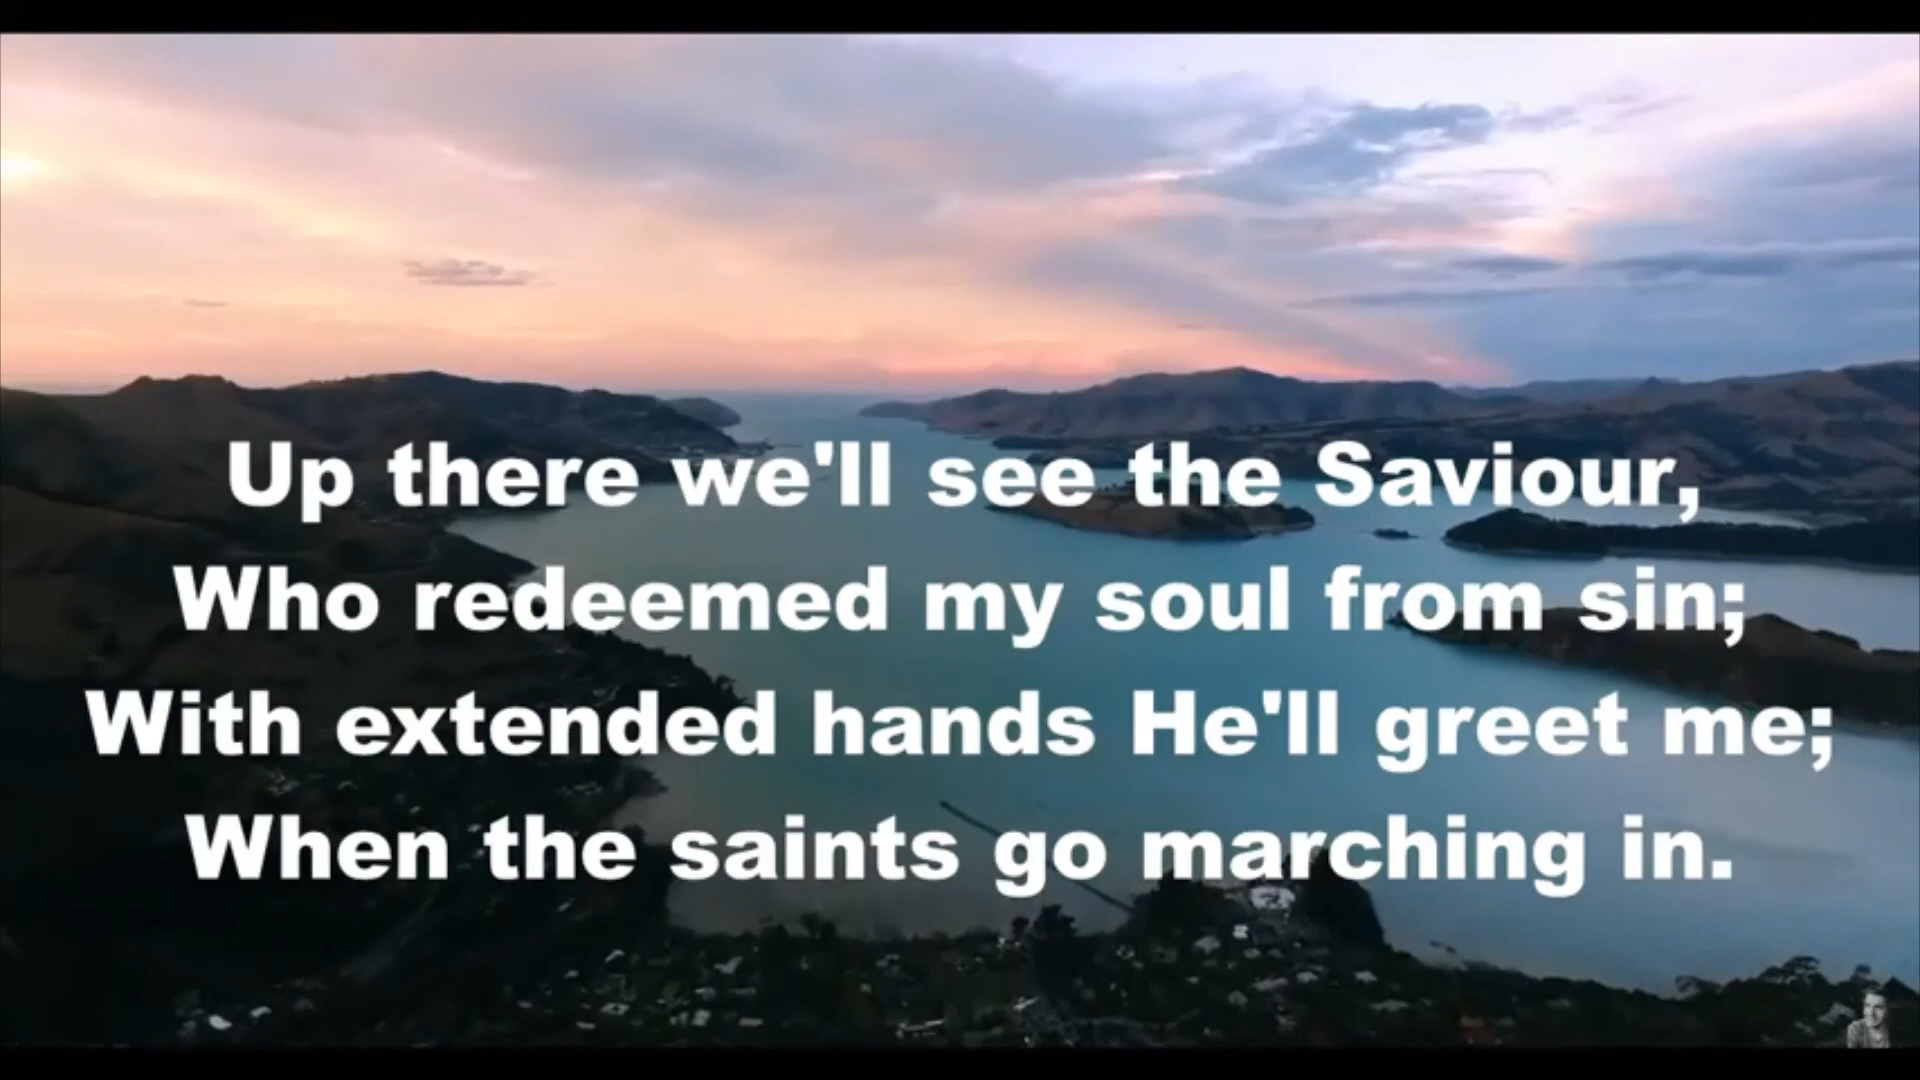 Up there we'll see the Saviour,
Who redeemed my soul from sin;
With extended hands He'll greet me;
When the saints go marching in.